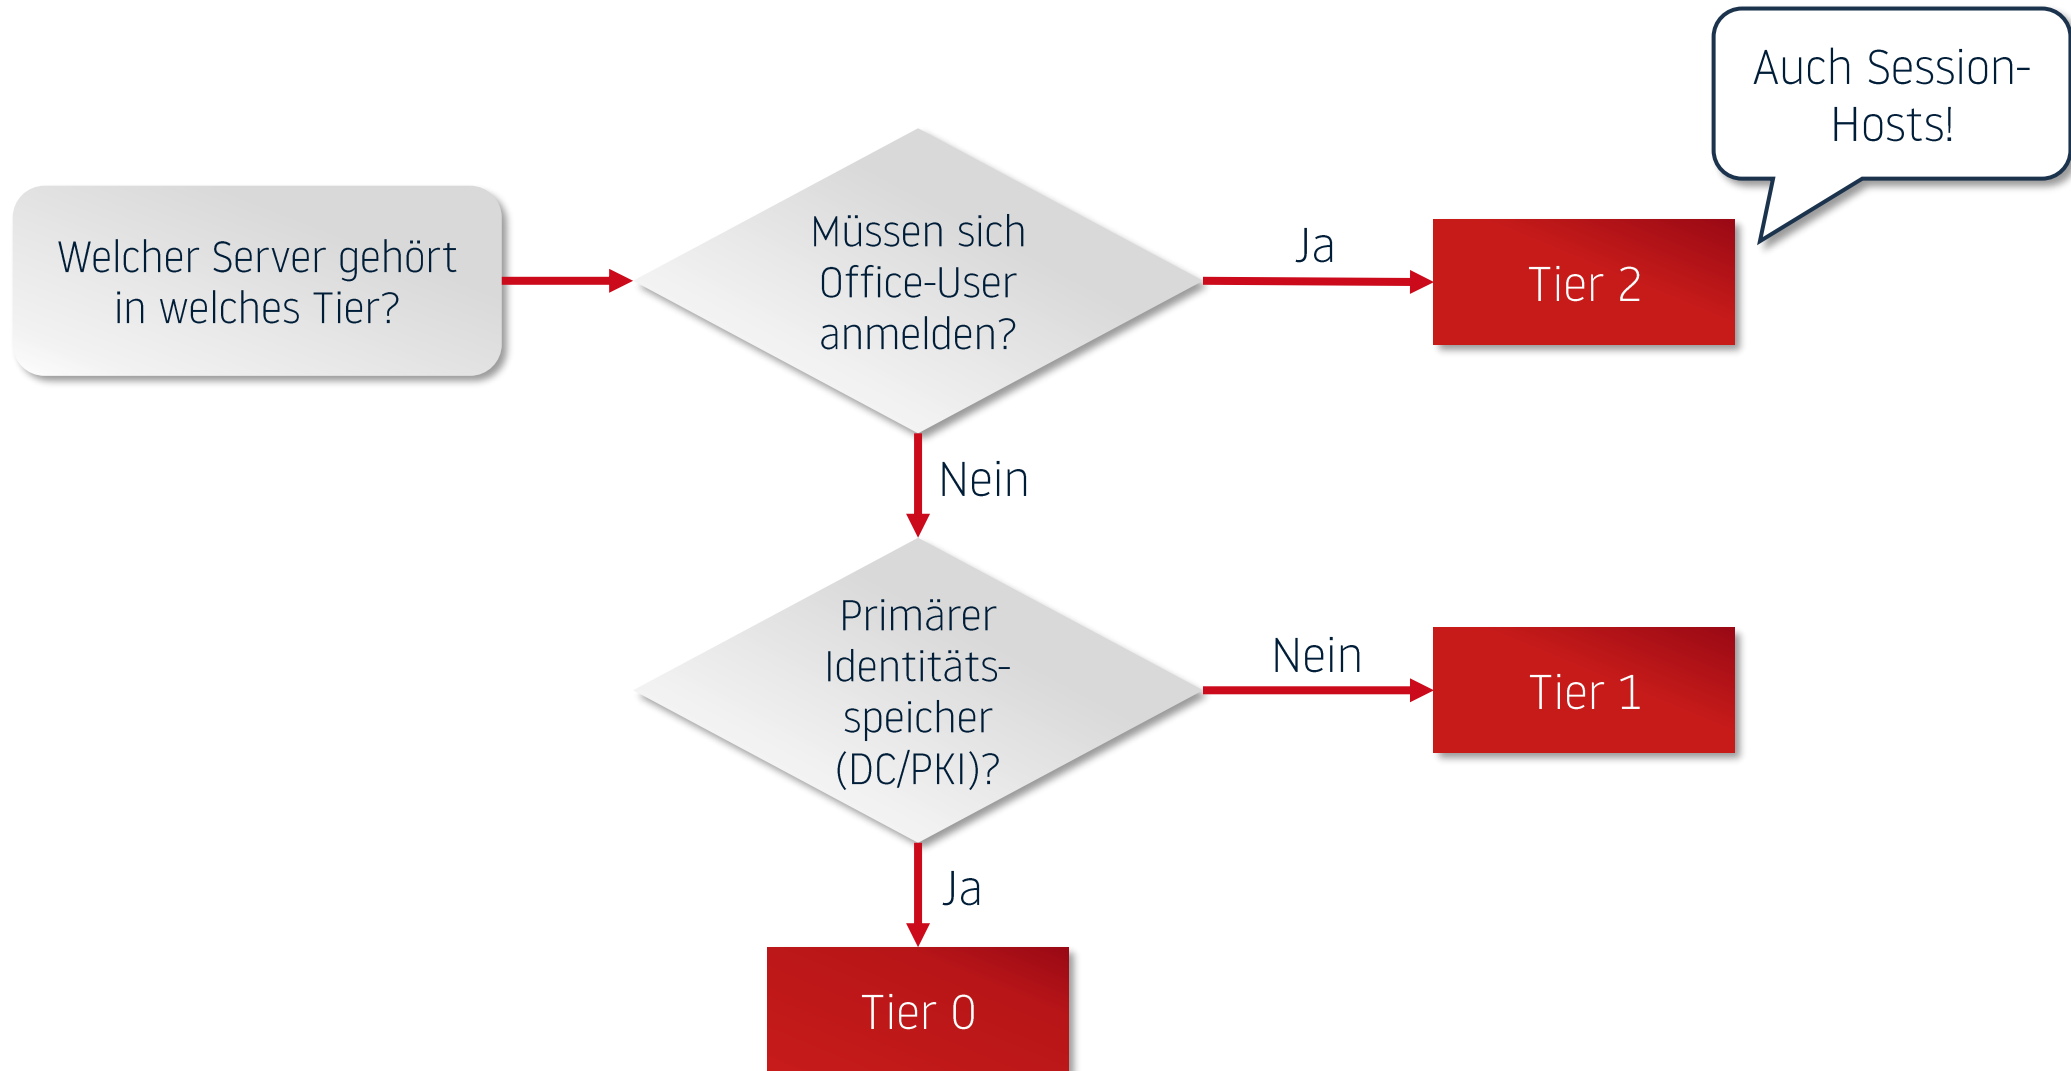 Auch Session-
Hosts!
Welcher Server gehört
in welches Tier?
Müssen sich
Office-User
anmelden?
Ja
Tier 2
Nein
Primärer
Identitäts-
speicher
(DC/PKI)?
Nein
Tier 1
Ja
Tier 0